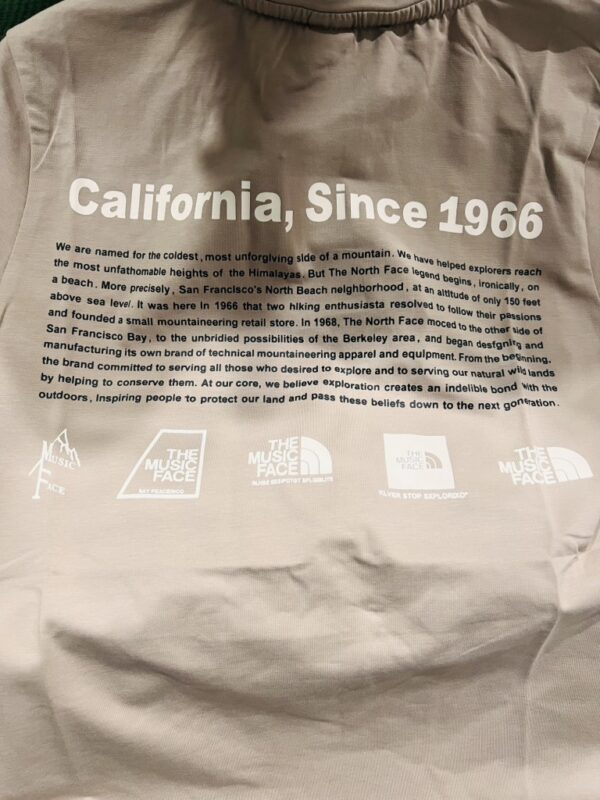 California, Since 1966
We are named for the coldest, most unforgiving side of a mountain. We have helped explorers reach
the most unfathomable heights of the Himalayas. But The North Face legend begins, ironically, on
a beach. More precisely, San Francisco's North Beach neighborhood, at an altitude of only 150 feet
above sea level. It was here in 1966 that two hiking enthusiasta resolved to follow their passions
and founded a small mountaineering retail store. In 1968, The North Face moced to the other side of
San Francisco Bay, to the unbridied possibilities of the Berkeley area, and began desfgning and
manufacturing its own brand of technical mountaineering apparel and equipment. From the beginning,
the brand committed to serving all those who desired to explore and to serving our natural wild lands
by helping to conserve them. At our core, we believe exploration creates an indelible bond with the
outdoors, Inspiring people to protect our land and pass these beliefs down to the next generation.
MUSIC
FACE
THE
MUSIC
FACE
THE
MUSIC
FACE
THE
MUSIC
FACE
KLVER STOP EXPLORIXO
THE
MUSIC
FACE